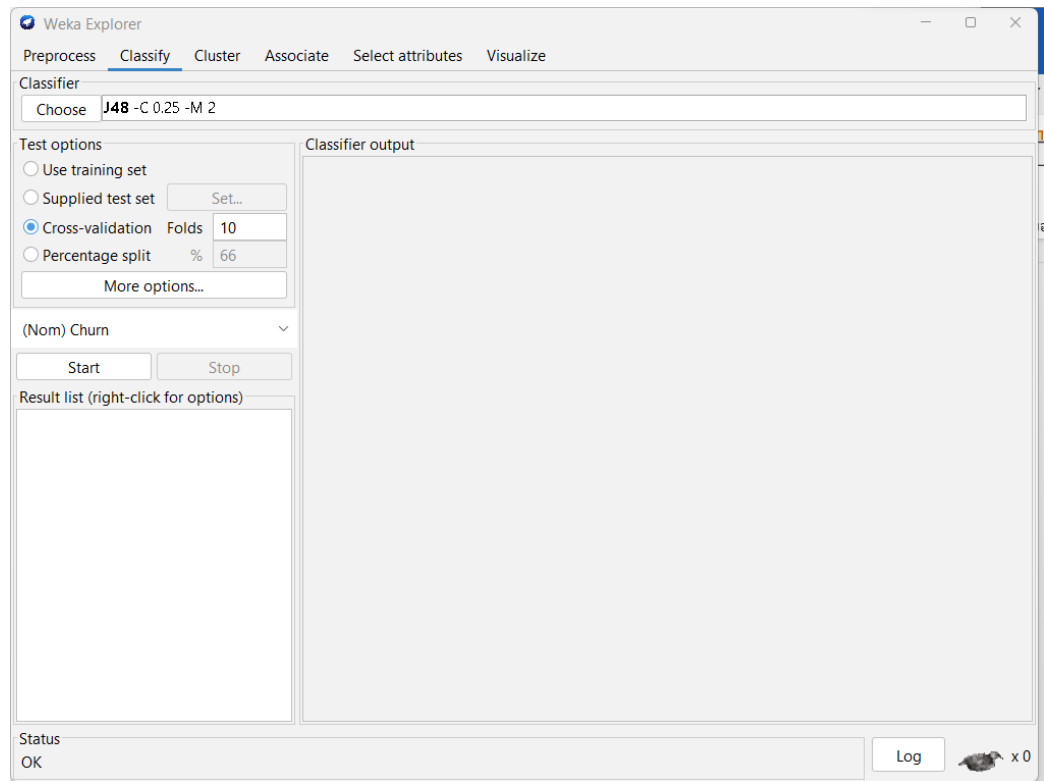 Weka Explorer
Preprocess Classify Cluster Associate Select attributes Visualize
Classifier
Choose J48 -C 0.25 -M 2
Test options
Use training set
Supplied test set Set...
Cross-validation Folds 10
Percentage split % 66
More options...
(Nom) Churn
Start Stop
Result list (right-click for options)
Classifier output
Status
OK
Log x 0